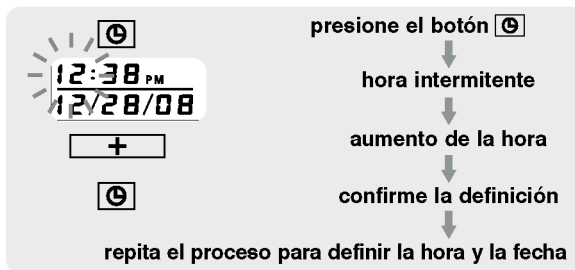 presione el botón
12:38 PM
12/28/08
hora intermitente
+
aumento de la hora
confirme la definición
repita el proceso para definir la hora y la fecha